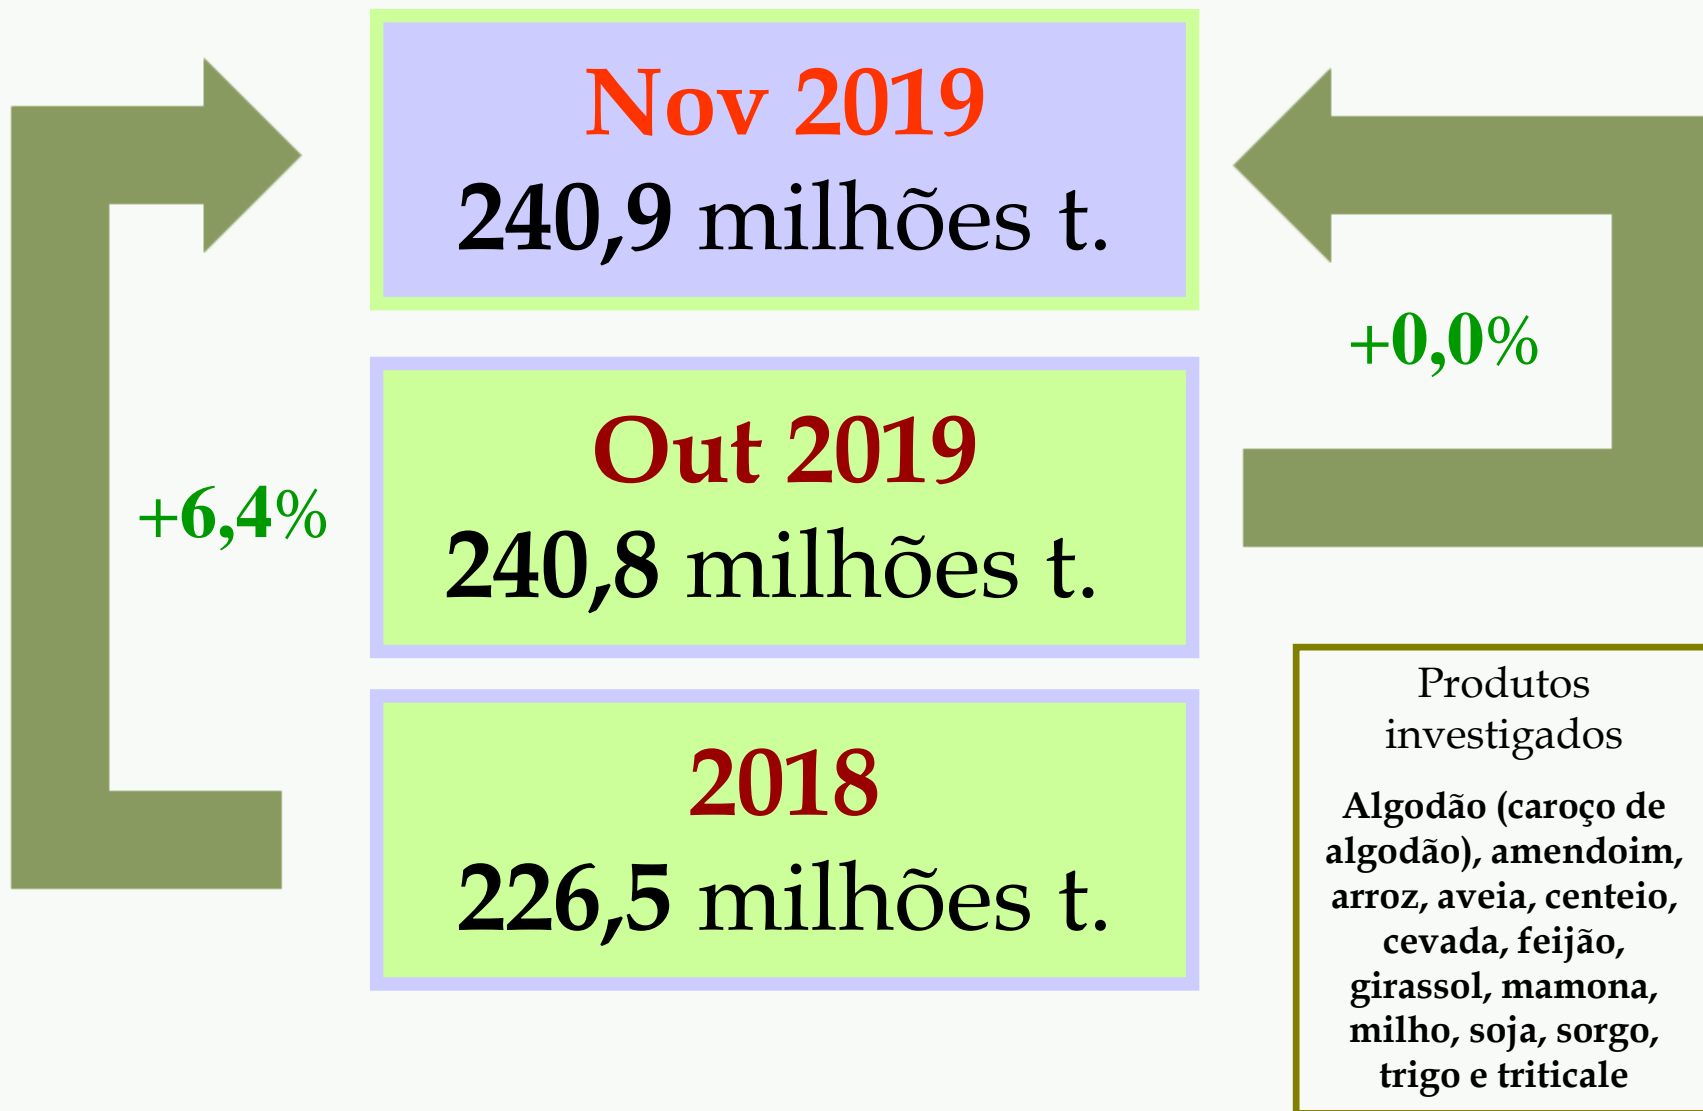 Nov 2019
240,9 milhões t.
+0,0%
Out 2019
240,8 milhões t.
+6,4%
2018
226,5 milhões t.
Produtos
investigados
Algodão (caroço de
algodão), amendoim,
arroz, aveia, centeio,
cevada, feijão,
girassol, mamona,
milho, soja, sorgo,
trigo e triticale